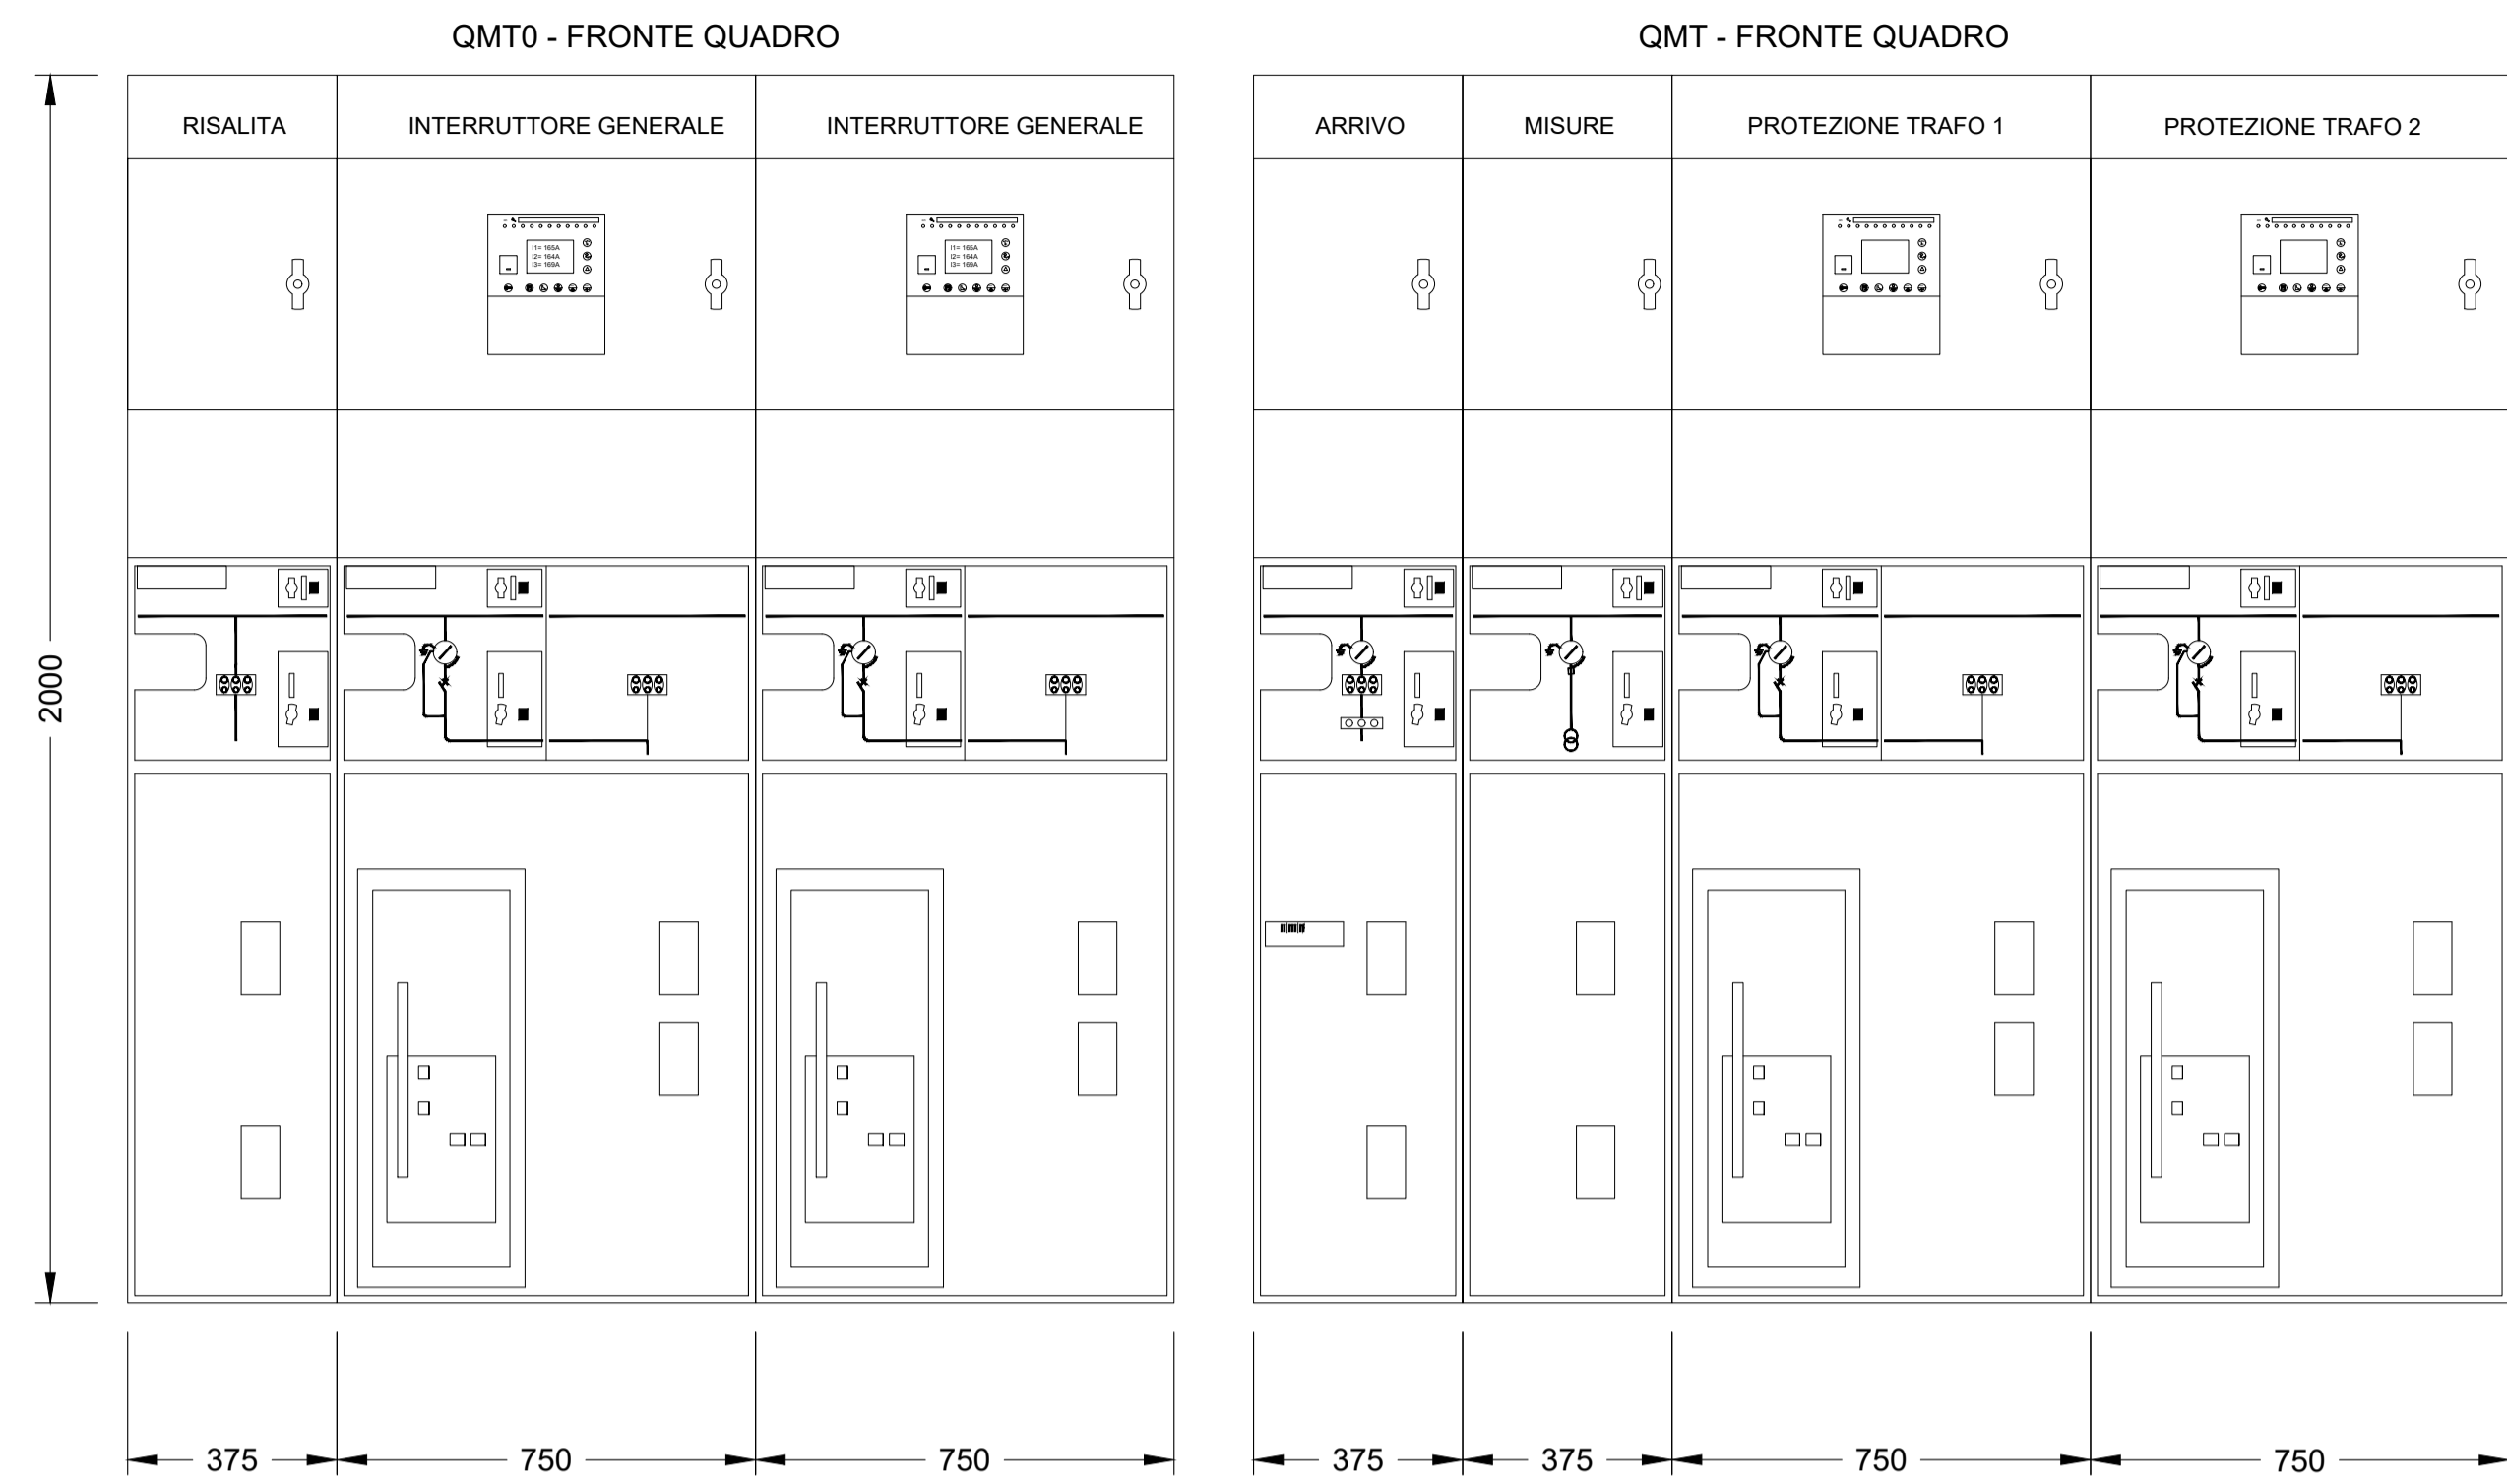 QMT0 - FRONTE QUADRO
QMT - FRONTE QUADRO
RISALITA
INTERRUTTORE GENERALE
INTERRUTTORE GENERALE
ARRIVO
MISURE
PROTEZIONE TRAFO 1
PROTEZIONE TRAFO 2
I1= 165A
I2= 164A
I3= 169A
I1= 165A
I2= 164A
I3= 169A
2000
375
750
750
375
375
750
750